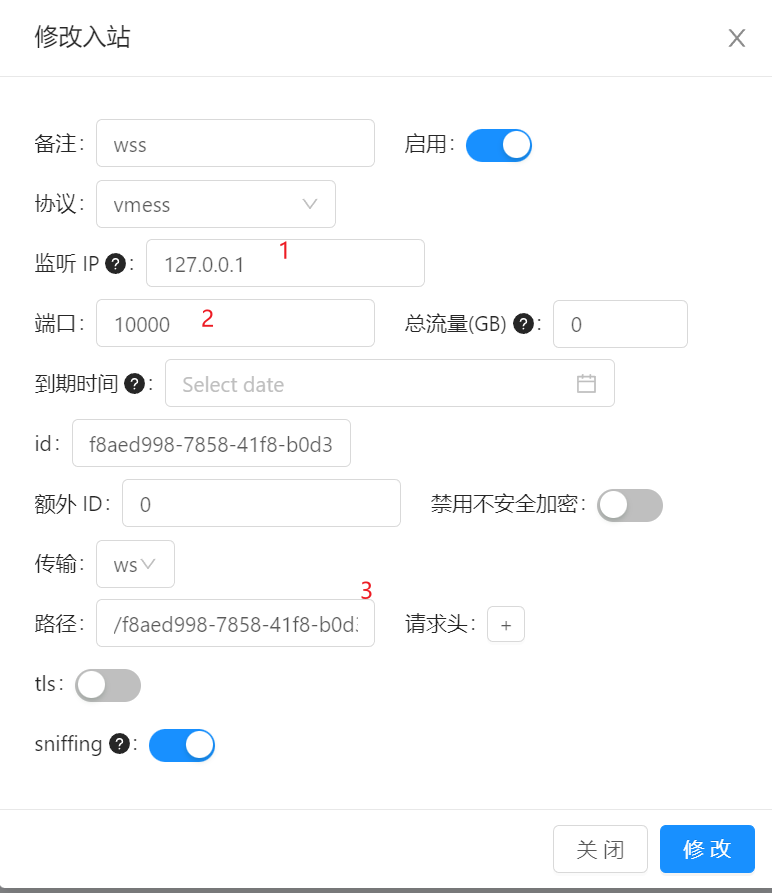 修改入站
备注: wss 启用:
协议: vmess
监听 IP ?: 127.0.0.1 1
端口: 10000 2 总流量(GB) ?: 0
到期时间 ?: Select date
id: f8aed998-7858-41f8-b0d3
额外 ID: 0 禁用不安全加密:
传输: ws
路径: /f8aed998-7858-41f8-b0d3 3 请求头: +
tls:
sniffing ?:
关 闭 修 改